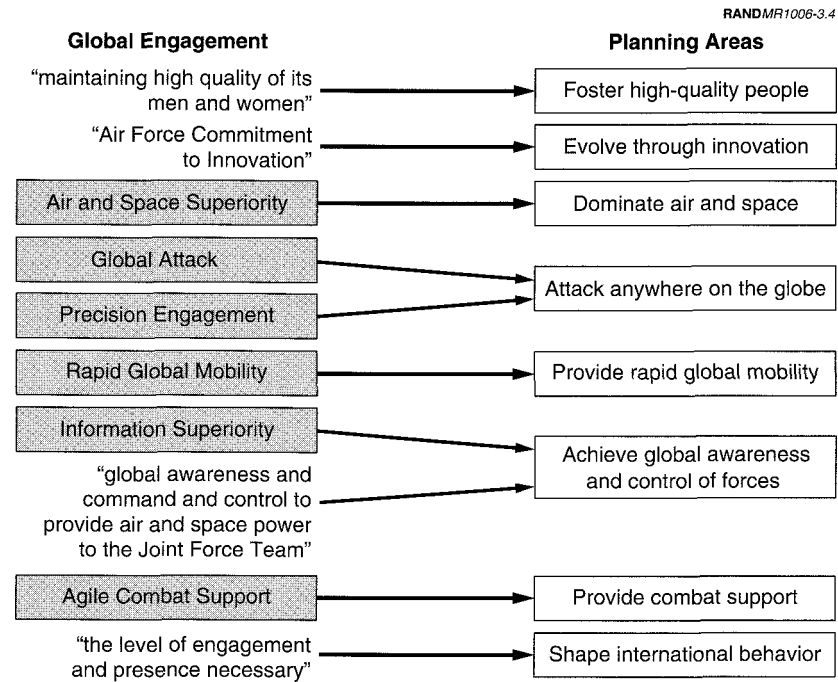 RANDMR1006-3.4
Global Engagement
Planning Areas
“maintaining high quality of its
men and women”
Foster high-quality people
“Air Force Commitment
to Innovation”
Evolve through innovation
Air and Space Superiority
Dominate air and space
Global Attack
Precision Engagement
Attack anywhere on the globe
Rapid Global Mobility
Provide rapid global mobility
Information Superiority
“global awareness and
command and control to
provide air and space power
to the Joint Force Team”
Achieve global awareness
and control of forces
Agile Combat Support
Provide combat support
“the level of engagement
and presence necessary”
Shape international behavior